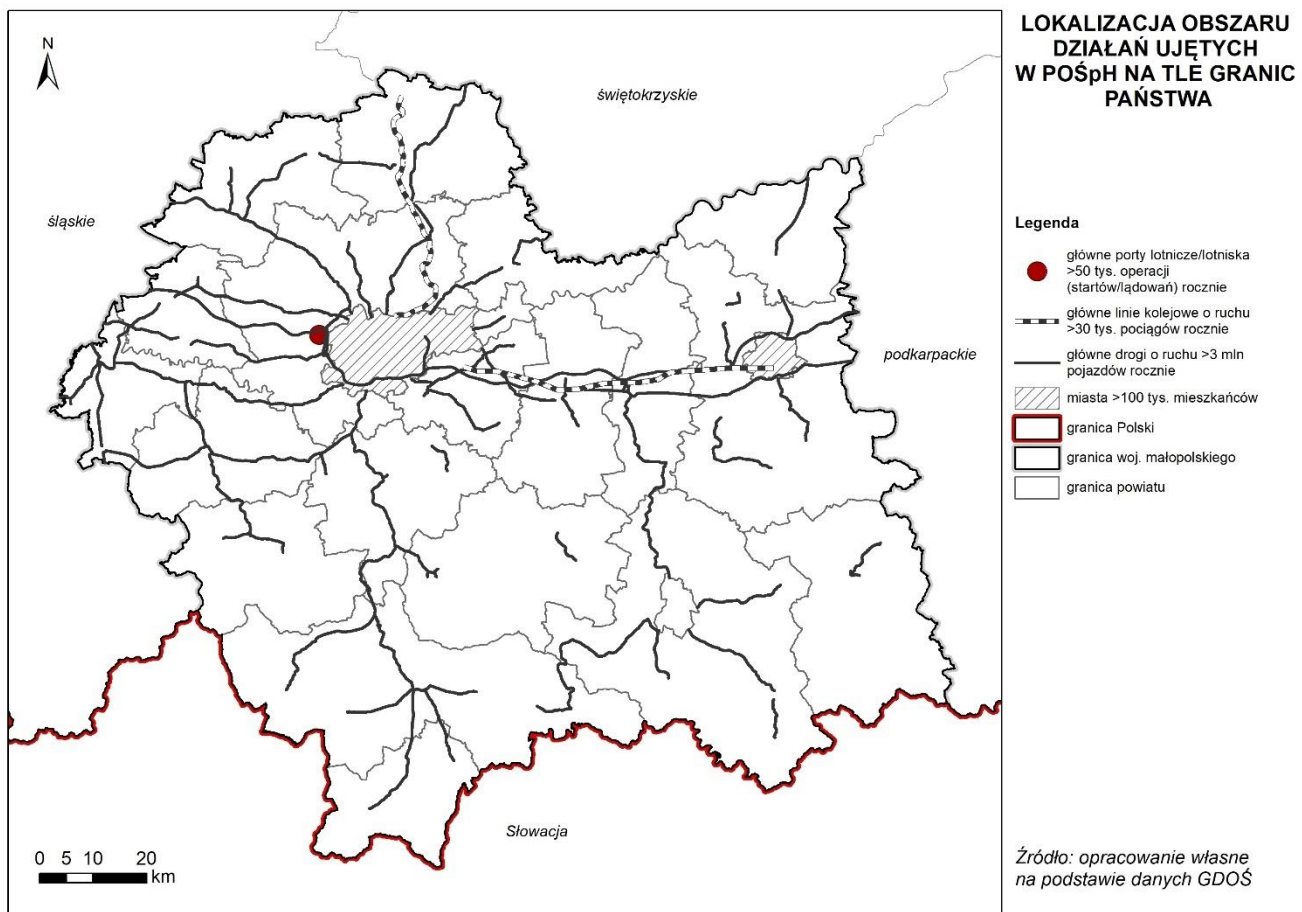 LOKALIZACJA OBSZARU
DZIAŁAŃ UJĘTYCH
W POŚpH NA TLE GRANIC
PAŃSTWA
N
świętokrzyskie
śląskie
podkarpackie
Słowacja
0 5 10 20
km
Legenda
główne porty lotnicze/lotniska
>50 tys. operacji
(startów/lądowań) rocznie
główne linie kolejowe o ruchu
>30 tys. pociągów rocznie
główne drogi o ruchu >3 mln
pojazdów rocznie
miasta >100 tys. mieszkańców
granica Polski
granica woj. małopolskiego
granica powiatu
Źródło: opracowanie własne
na podstawie danych GDOŚ